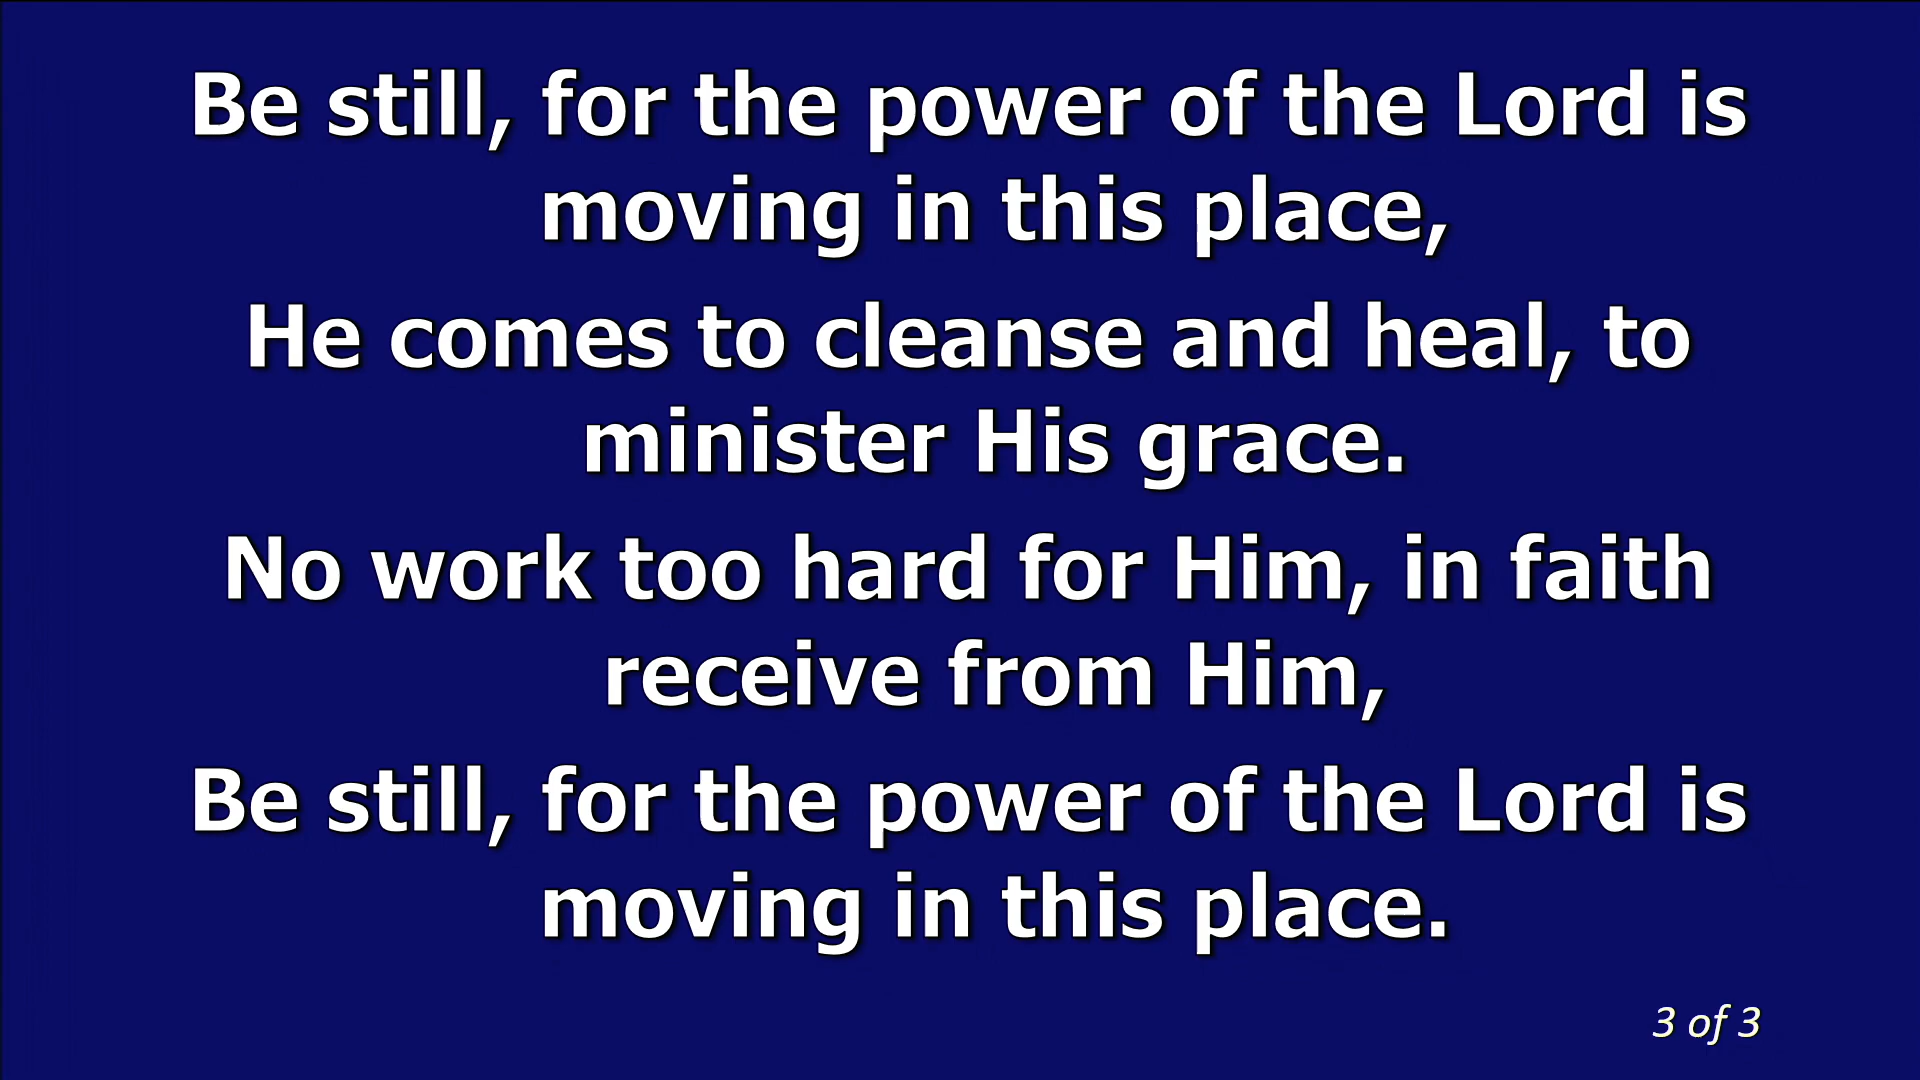 Be still, for the power of the Lord is
moving in this place,
He comes to cleanse and heal, to
minister His grace.
No work too hard for Him, in faith
receive from Him,
Be still, for the power of the Lord is
moving in this place.
3 of 3